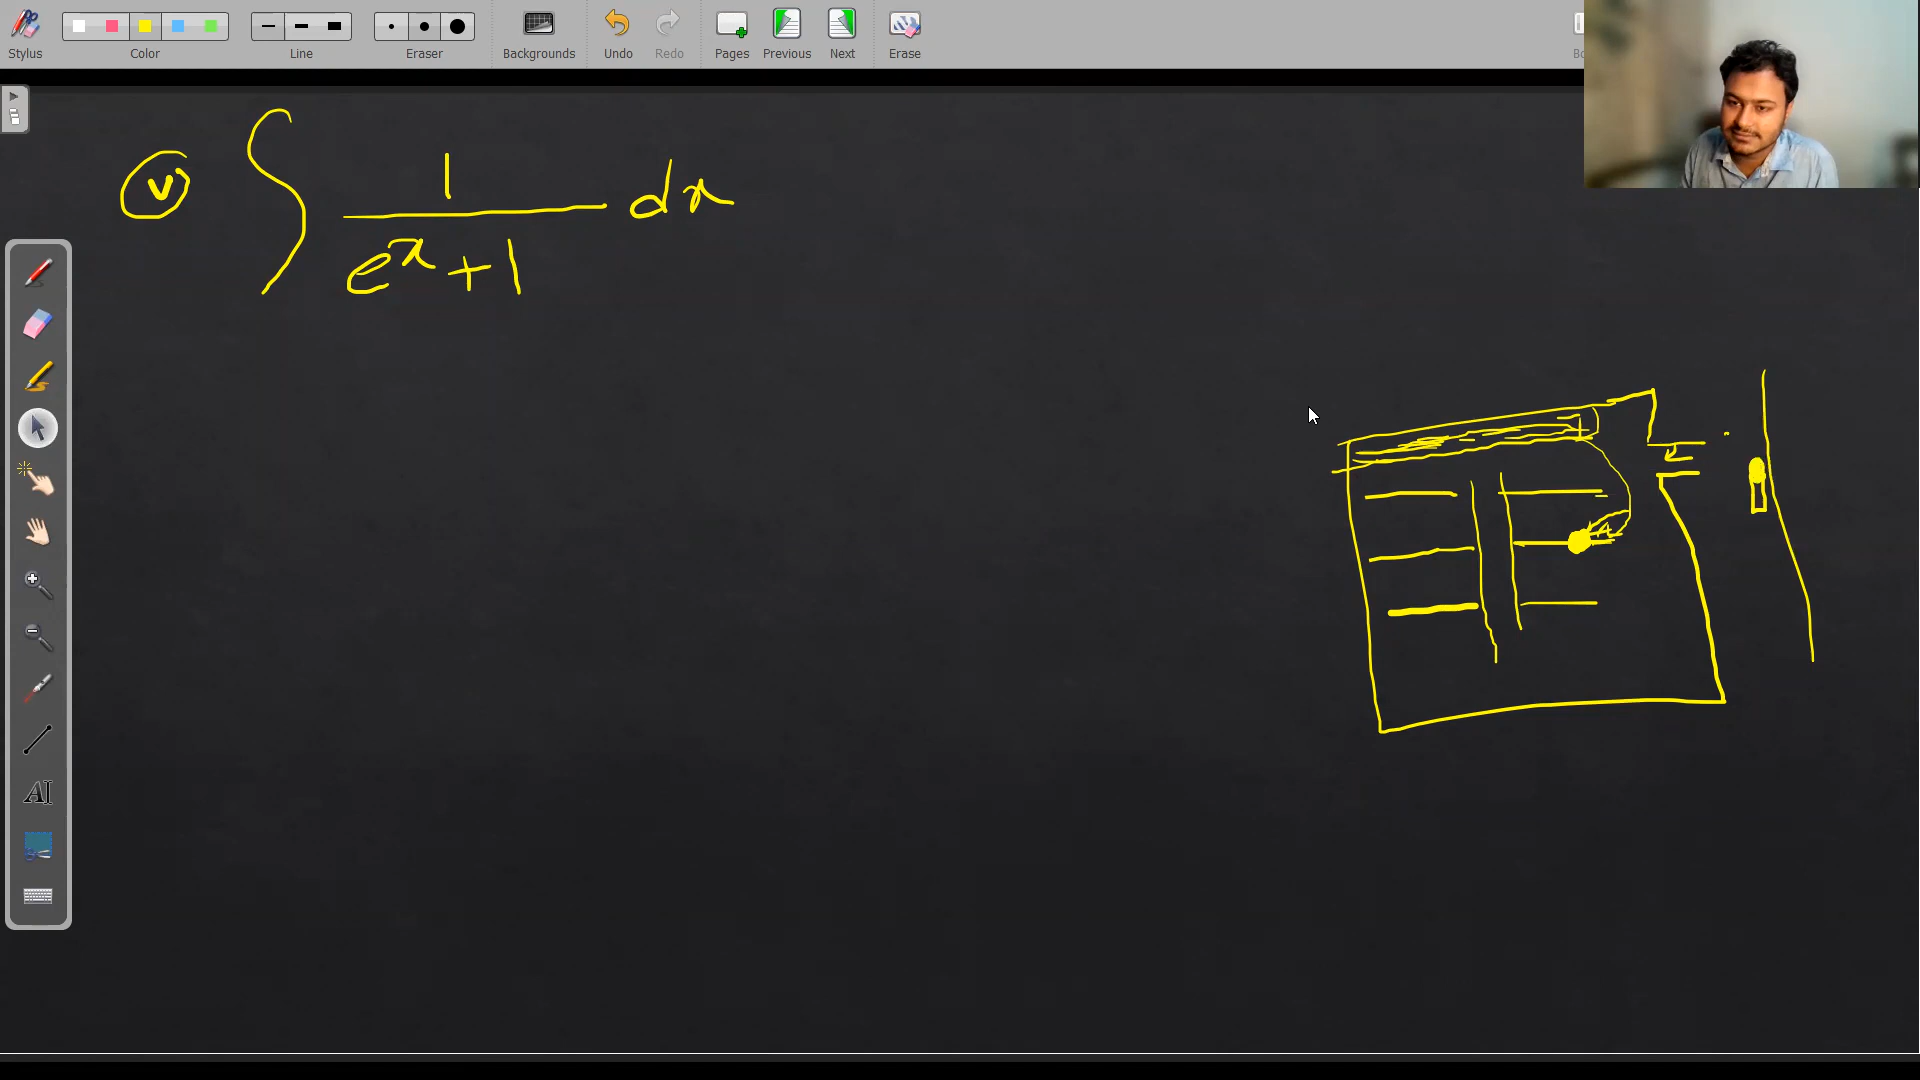 Stylus
Color
Line
Eraser
Backgrounds
Undo
Redo
Pages
Previous
Next
Erase
(v) ∫ 1/(e^x+1) dx